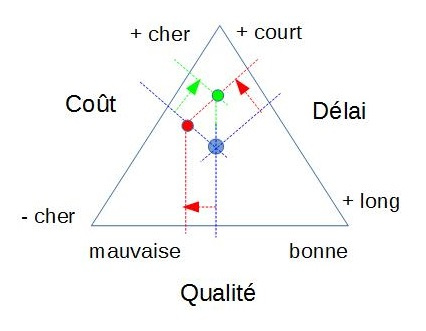 + cher + court
Coût
Délai
- cher
+ long
mauvaise bonne
Qualité